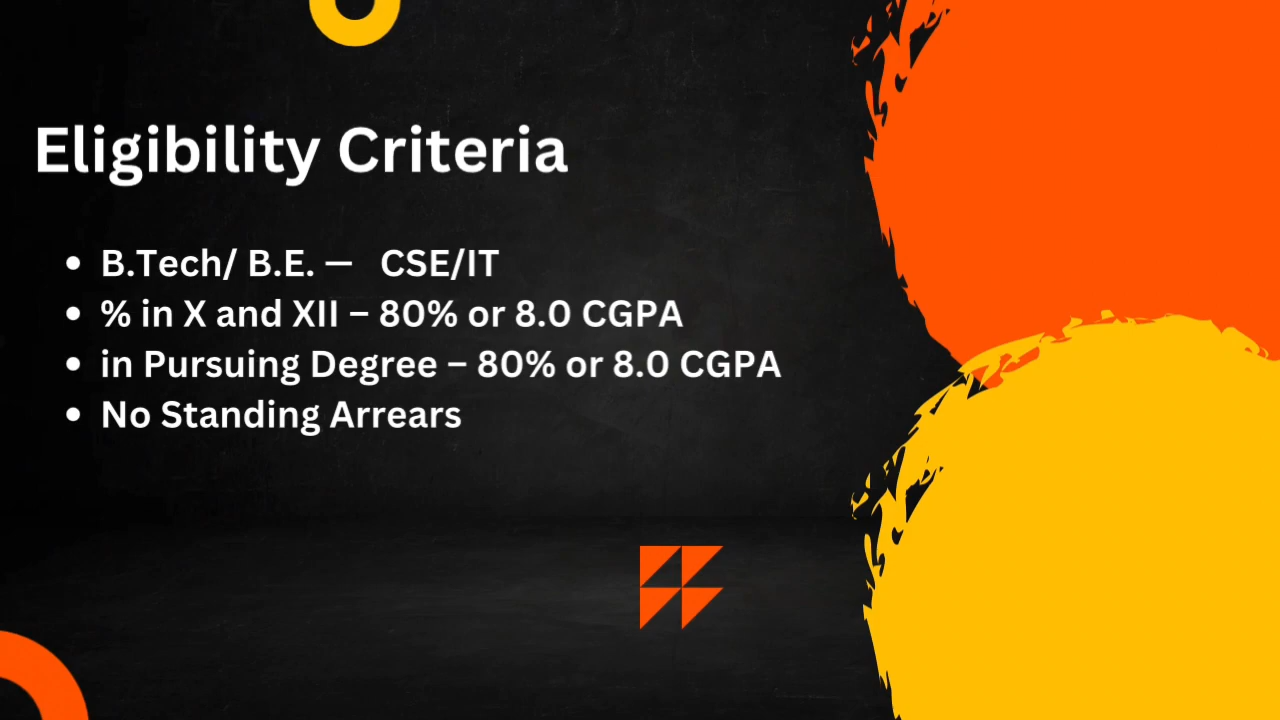 Eligibility Criteria
• B.Tech/ B.E. — CSE/IT
• % in X and XII – 80% or 8.0 CGPA
• in Pursuing Degree – 80% or 8.0 CGPA
• No Standing Arrears